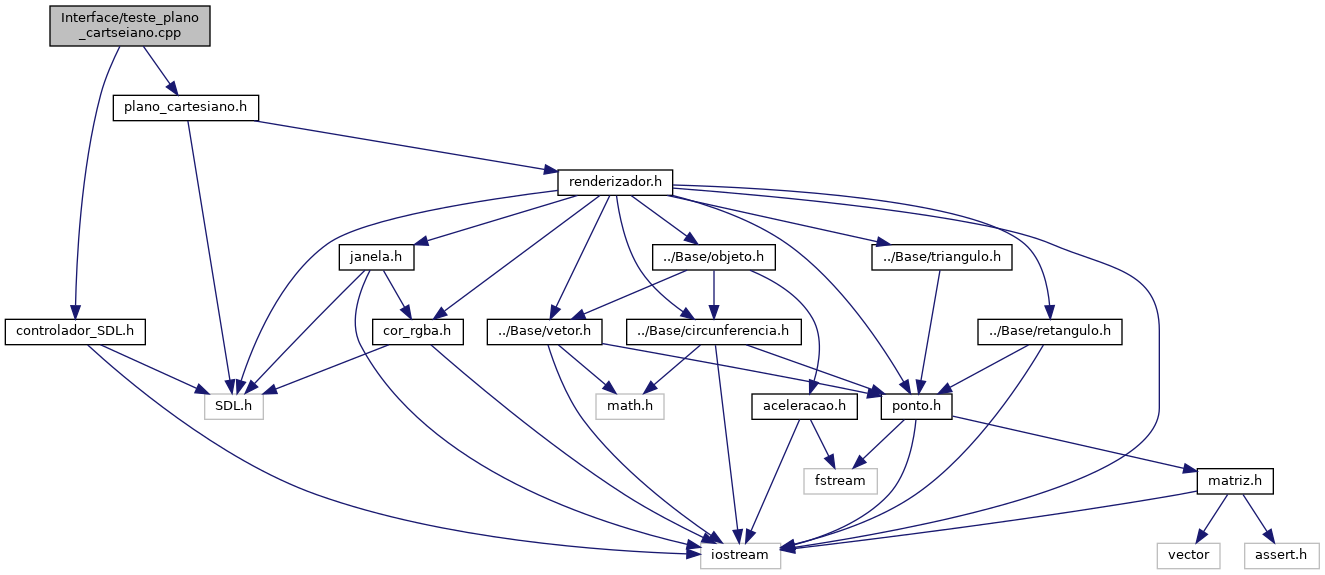 Interface/teste_plano
_cartseiano.cpp
plano_cartesiano.h
renderizador.h
janela.h
../Base/objeto.h
../Base/triangulo.h
controlador_SDL.h
cor_rgba.h
../Base/vetor.h
../Base/circunferencia.h
../Base/retangulo.h
SDL.h
math.h
aceleracao.h
ponto.h
fstream
matriz.h
iostream
vector
assert.h